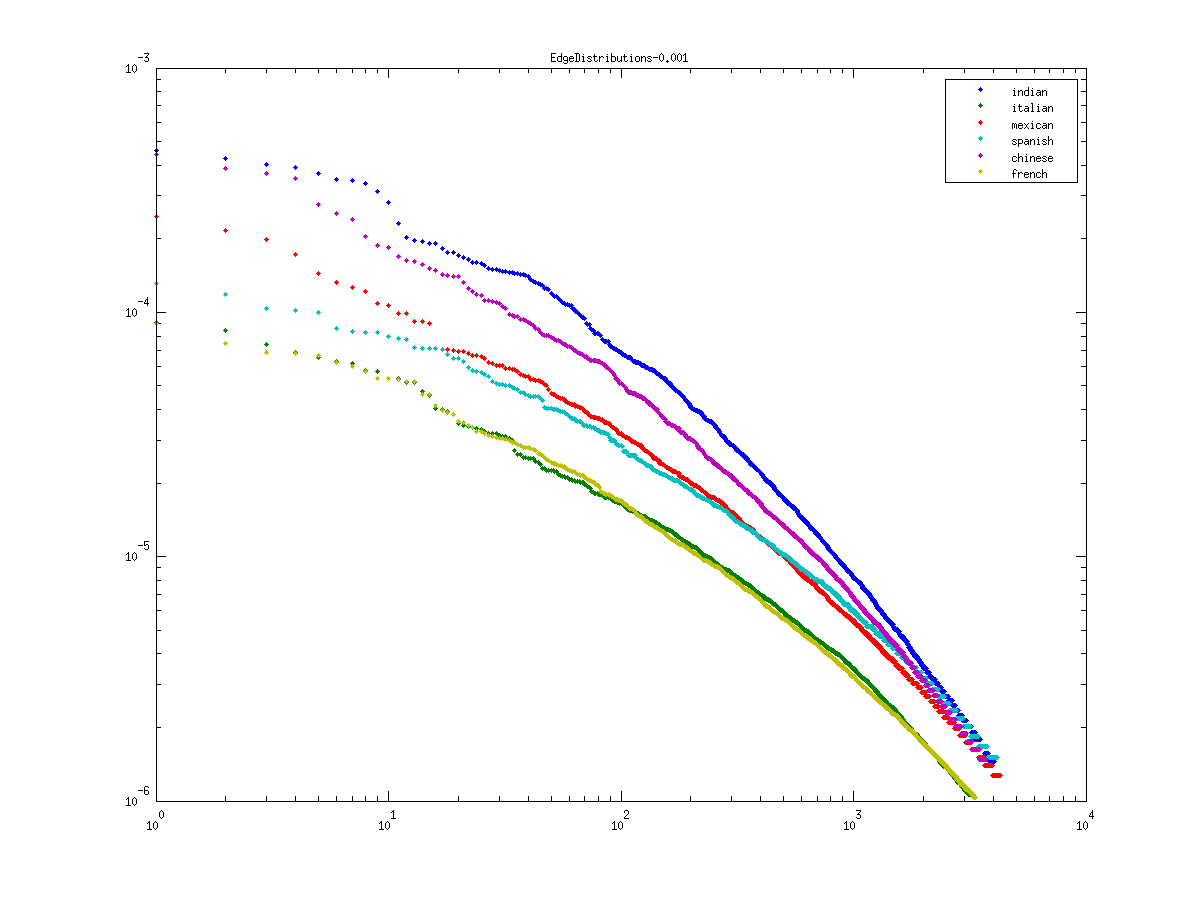 EdgeDistributions-0.001
10^-3
10^-4
10^-5
10^-6
indian
italian
mexican
spanish
chinese
french
10^0
10^1
10^2
10^3
10^4